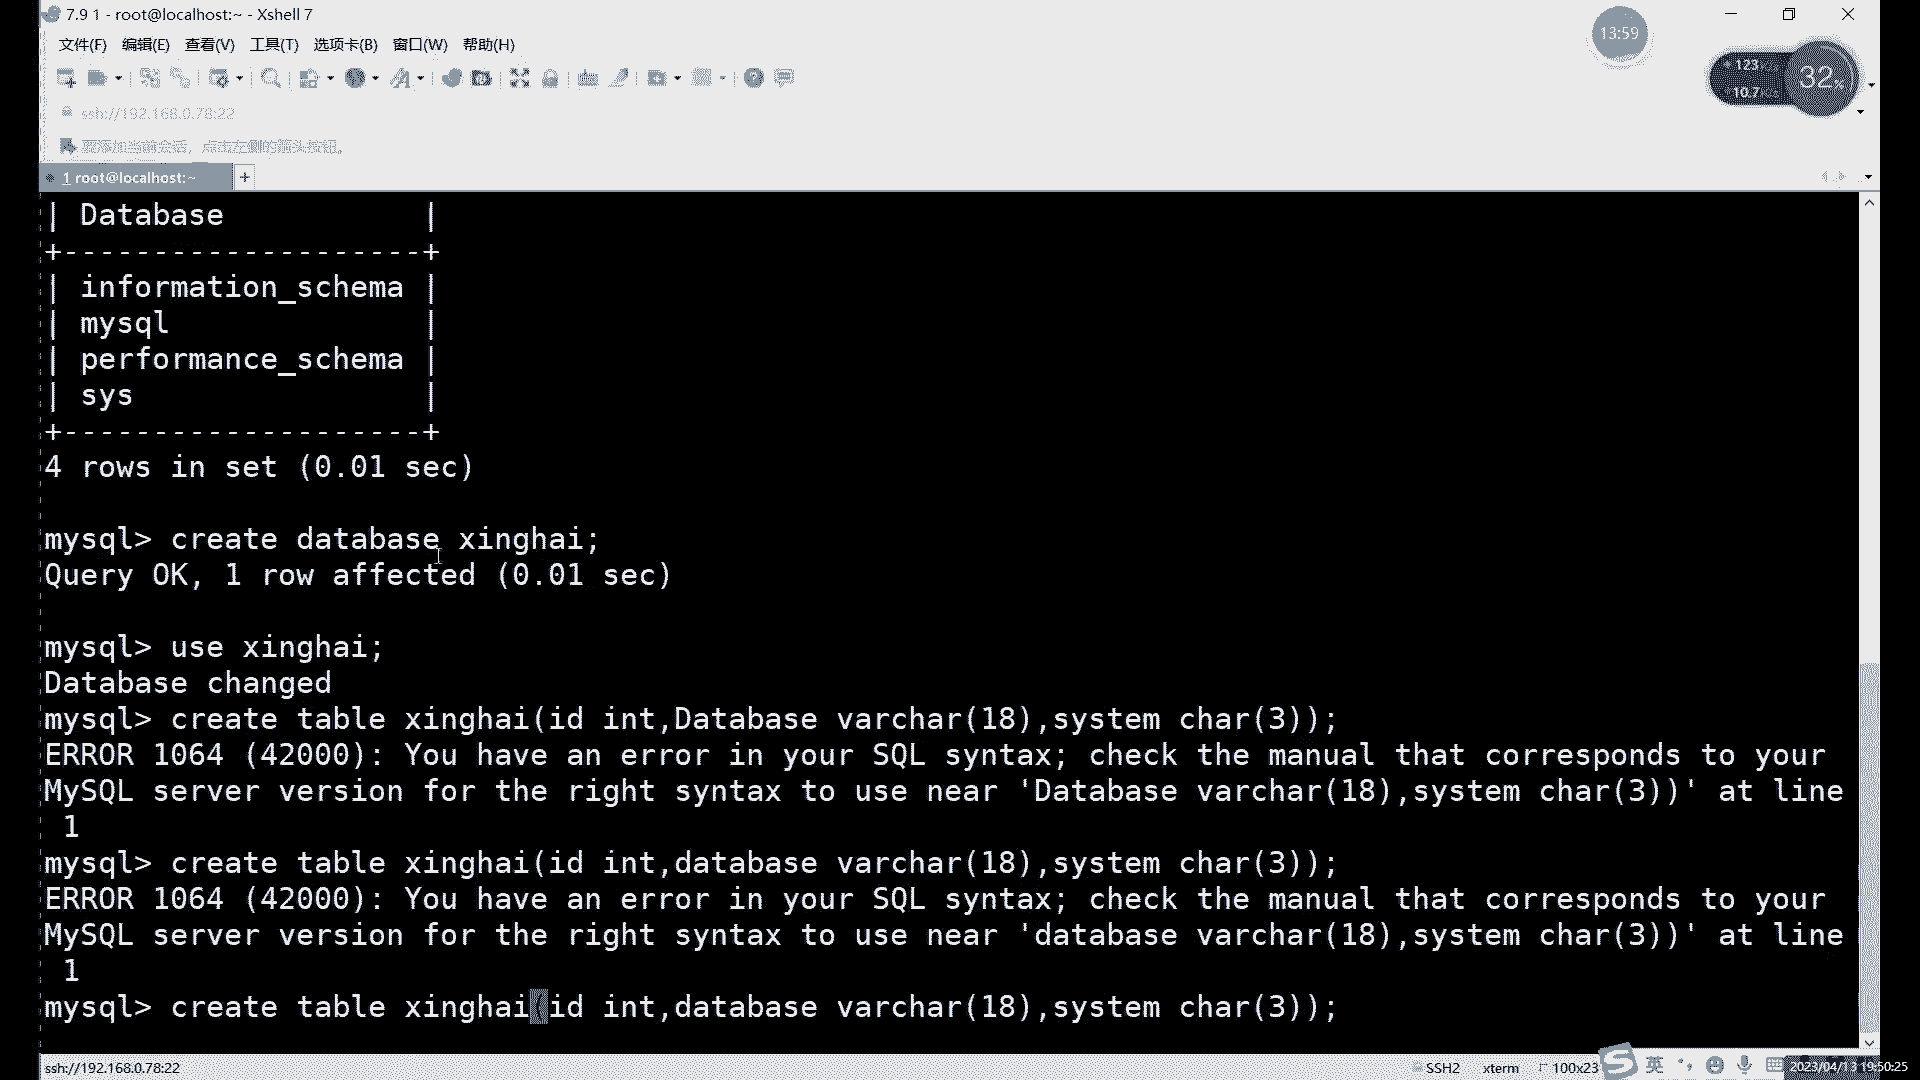 7.9 1 - root@localhost:~ - Xshell 7
13:59
文件(F) 编辑(E) 查看(V) 工具(T) 选项卡(B) 窗口(W) 帮助(H)
123
10.7
32%
ssh://192.168.0.78:22
要添加当前会话，点击左侧的箭头按钮。
1 root@localhost:~ +
| Database           |
+--------------------+
| information_schema |
| mysql              |
| performance_schema |
| sys                |
+--------------------+
4 rows in set (0.01 sec)
mysql> create database xinghai;
Query OK, 1 row affected (0.01 sec)
mysql> use xinghai;
Database changed
mysql> create table xinghai(id int,Database varchar(18),system char(3));
ERROR 1064 (42000): You have an error in your SQL syntax; check the manual that corresponds to your
MySQL server version for the right syntax to use near 'Database varchar(18),system char(3))' at line
1
mysql> create table xinghai(id int,database varchar(18),system char(3));
ERROR 1064 (42000): You have an error in your SQL syntax; check the manual that corresponds to your
MySQL server version for the right syntax to use near 'database varchar(18),system char(3))' at line
1
mysql> create table xinghai(id int,database varchar(18),system char(3));
ssh://192.168.0.78:22
SSH2 xterm 100x23
英
2023/04/13 19:50:25